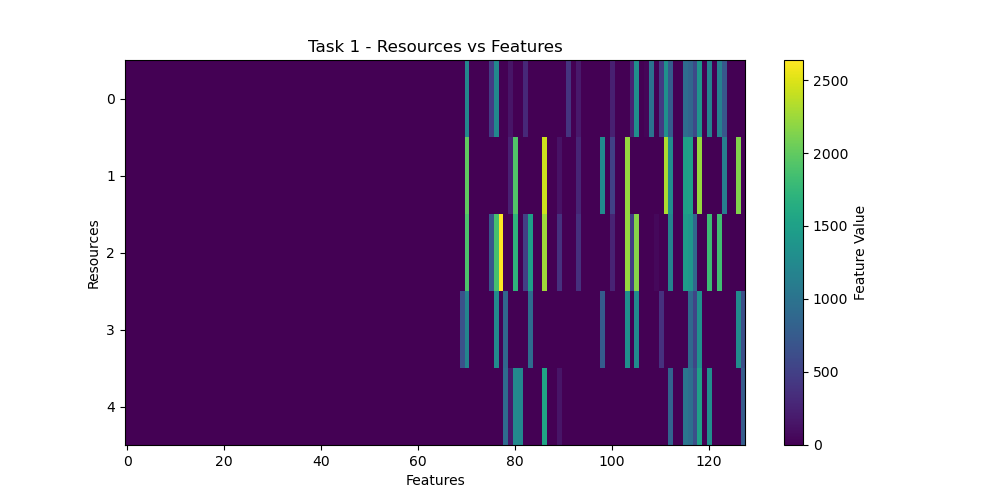 Task 1 - Resources vs Features
Resources
0
1
2
3
4
0 20 40 60 80 100 120
Features
2500
2000
1500
1000
500
0
Feature Value